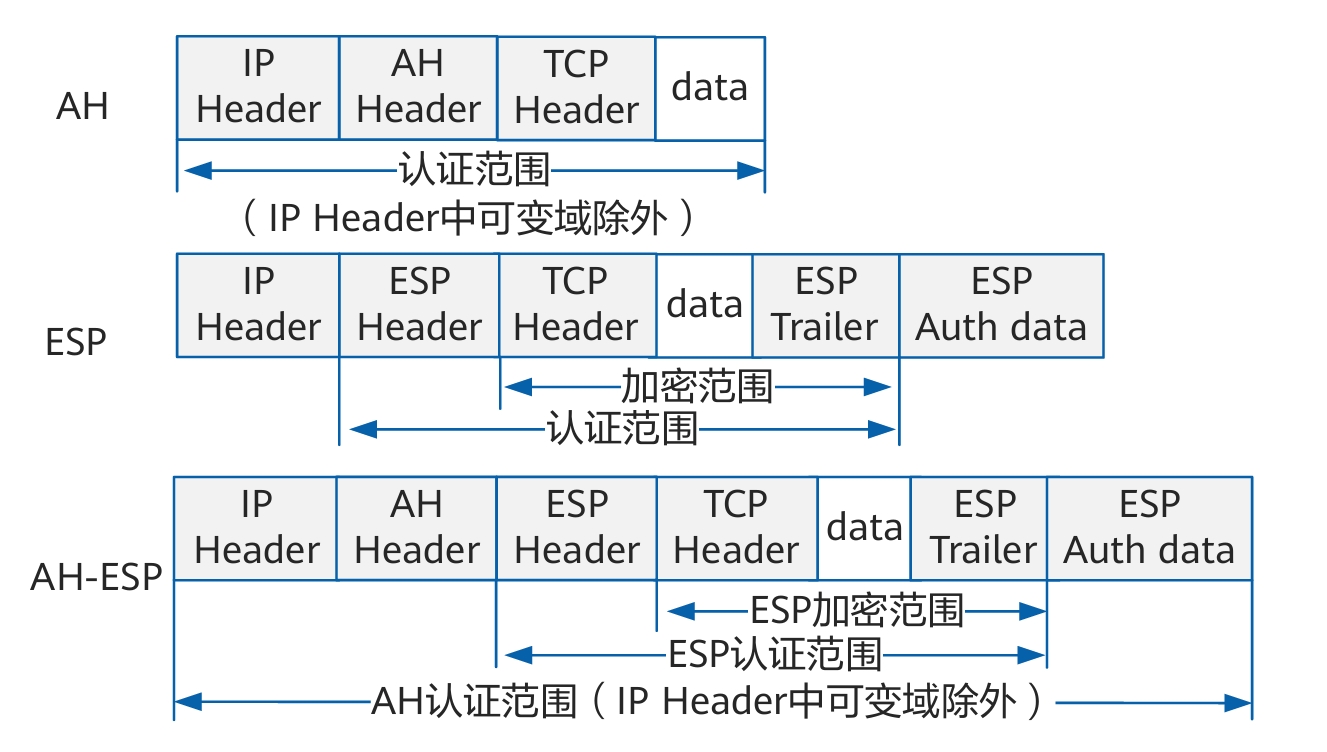 AH
IP Header
AH Header
TCP Header
data
认证范围
（ IP Header中可变域除外 ）
ESP
IP Header
ESP Header
TCP Header
data
ESP Trailer
ESP Auth data
加密范围
认证范围
AH-ESP
IP Header
AH Header
ESP Header
TCP Header
data
ESP Trailer
ESP Auth data
ESP加密范围
ESP认证范围
AH认证范围（ IP Header中可变域除外 ）